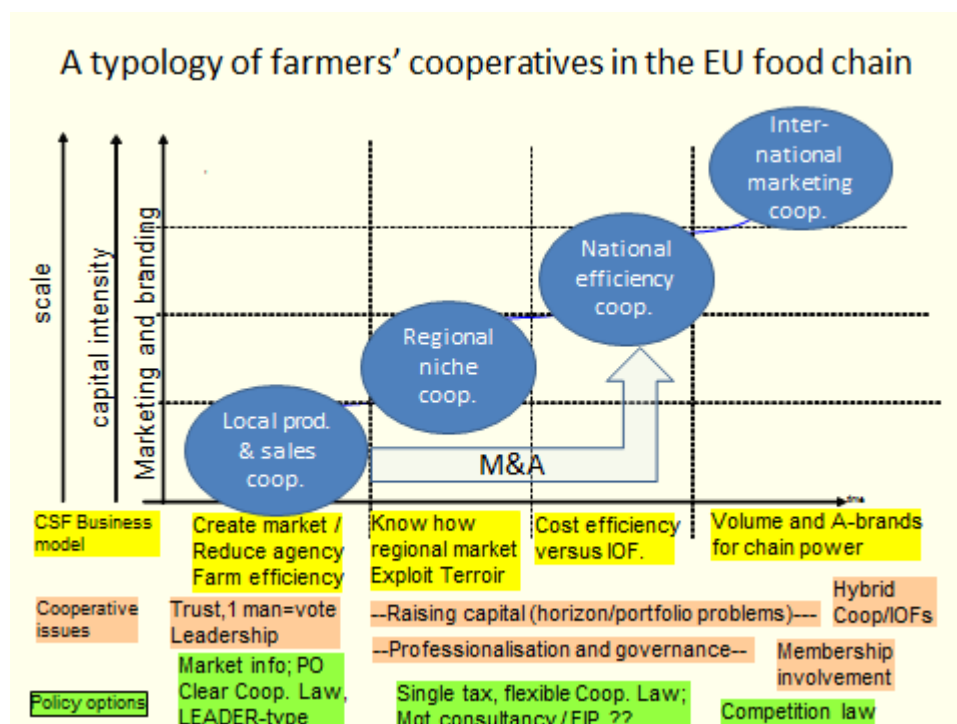 A typology of farmers' cooperatives in the EU food chain
scale
capital intensity
Marketing and branding
Inter-
national
marketing
coop.
National
efficiency
coop.
Regional
niche
coop.
Local prod.
& sales
coop.
M&A
time
CSF Business
model
Create market /
Reduce agency
Farm efficiency
Know how
regional market
Exploit Terroir
Cost efficiency
versus IOF.
Volume and A-brands
for chain power
Cooperative
issues
Trust,1 man=vote
Leadership
--Raising capital (horizon/portfolio problems)---
--Professionalisation and governance--
Hybrid
Coop/IOFs
Membership
involvement
Policy options
Market info; PO
Clear Coop. Law,
LEADER-type
Single tax, flexible Coop. Law;
Mgt consultancy / EIP ??
Competition law